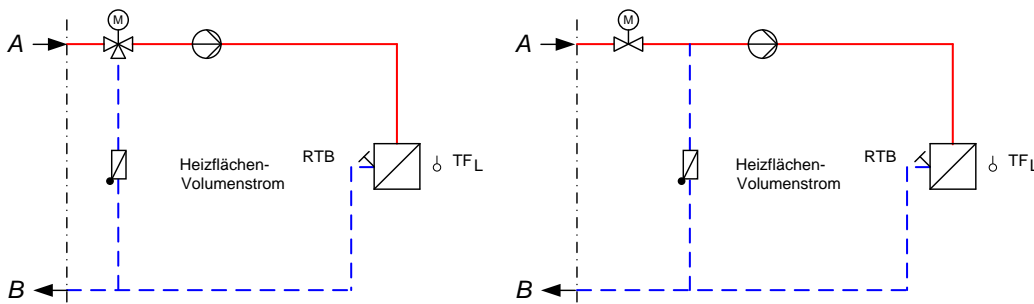 M
A
RTB
TF L
Heizflächen-
Volumenstrom
B
M
A
RTB
TF L
Heizflächen-
Volumenstrom
B